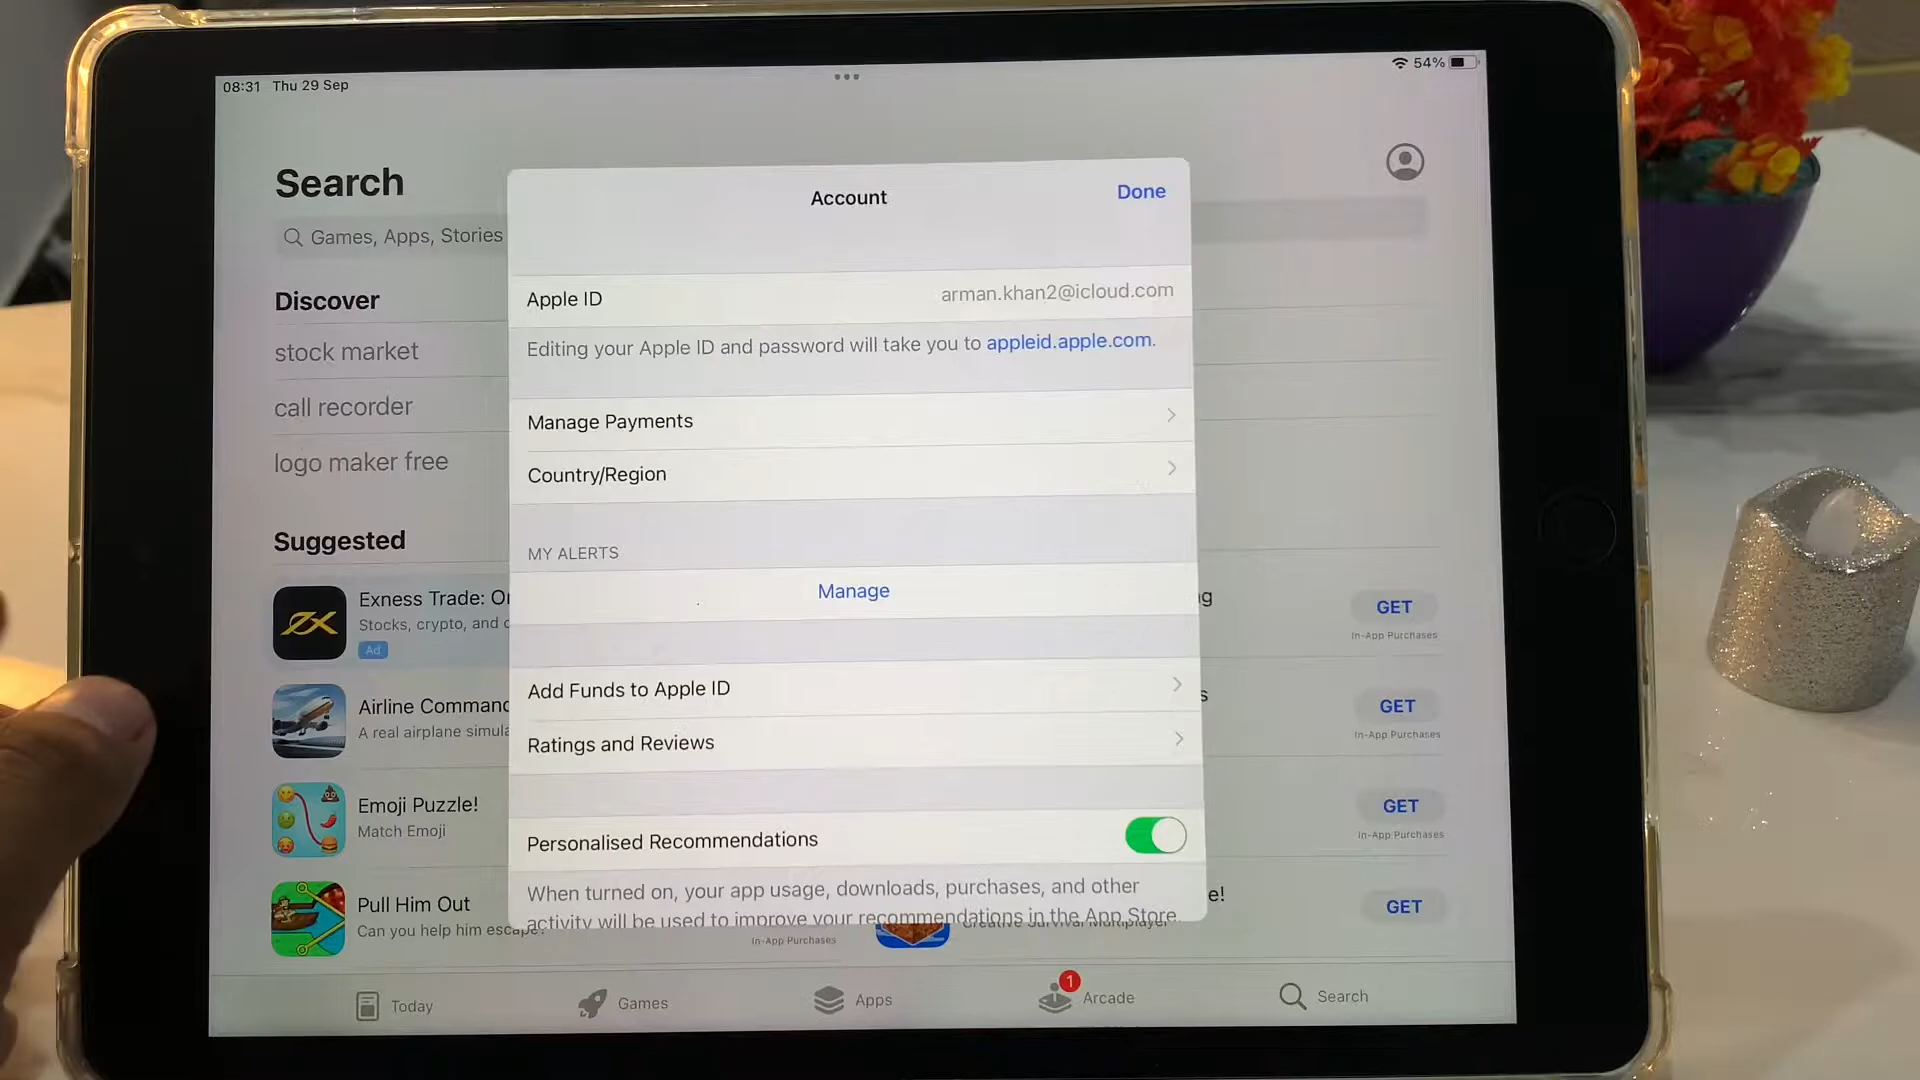 08:31 Thu 29 Sep
54%
Search
Games, Apps, Stories
Discover
stock market
call recorder
logo maker free
Suggested
Exness Trade: O
Stocks, crypto, and
Ad
Airline Comman
A real airplane simula
Emoji Puzzle!
Match Emoji
Pull Him Out
Can you help him escape?
Account
Done
Apple ID
arman.khan2@icloud.com
Editing your Apple ID and password will take you to appleid.apple.com.
Manage Payments
Country/Region
MY ALERTS
Manage
Add Funds to Apple ID
Ratings and Reviews
Personalised Recommendations
When turned on, your app usage, downloads, purchases, and other
activity will be used to improve your recommendations in the App Store
In-App Purchases
Creative Survival Multiplayer
g
GET
In-App Purchases
s
GET
In-App Purchases
GET
In-App Purchases
e!
GET
Today
Games
Apps
1
Arcade
Search